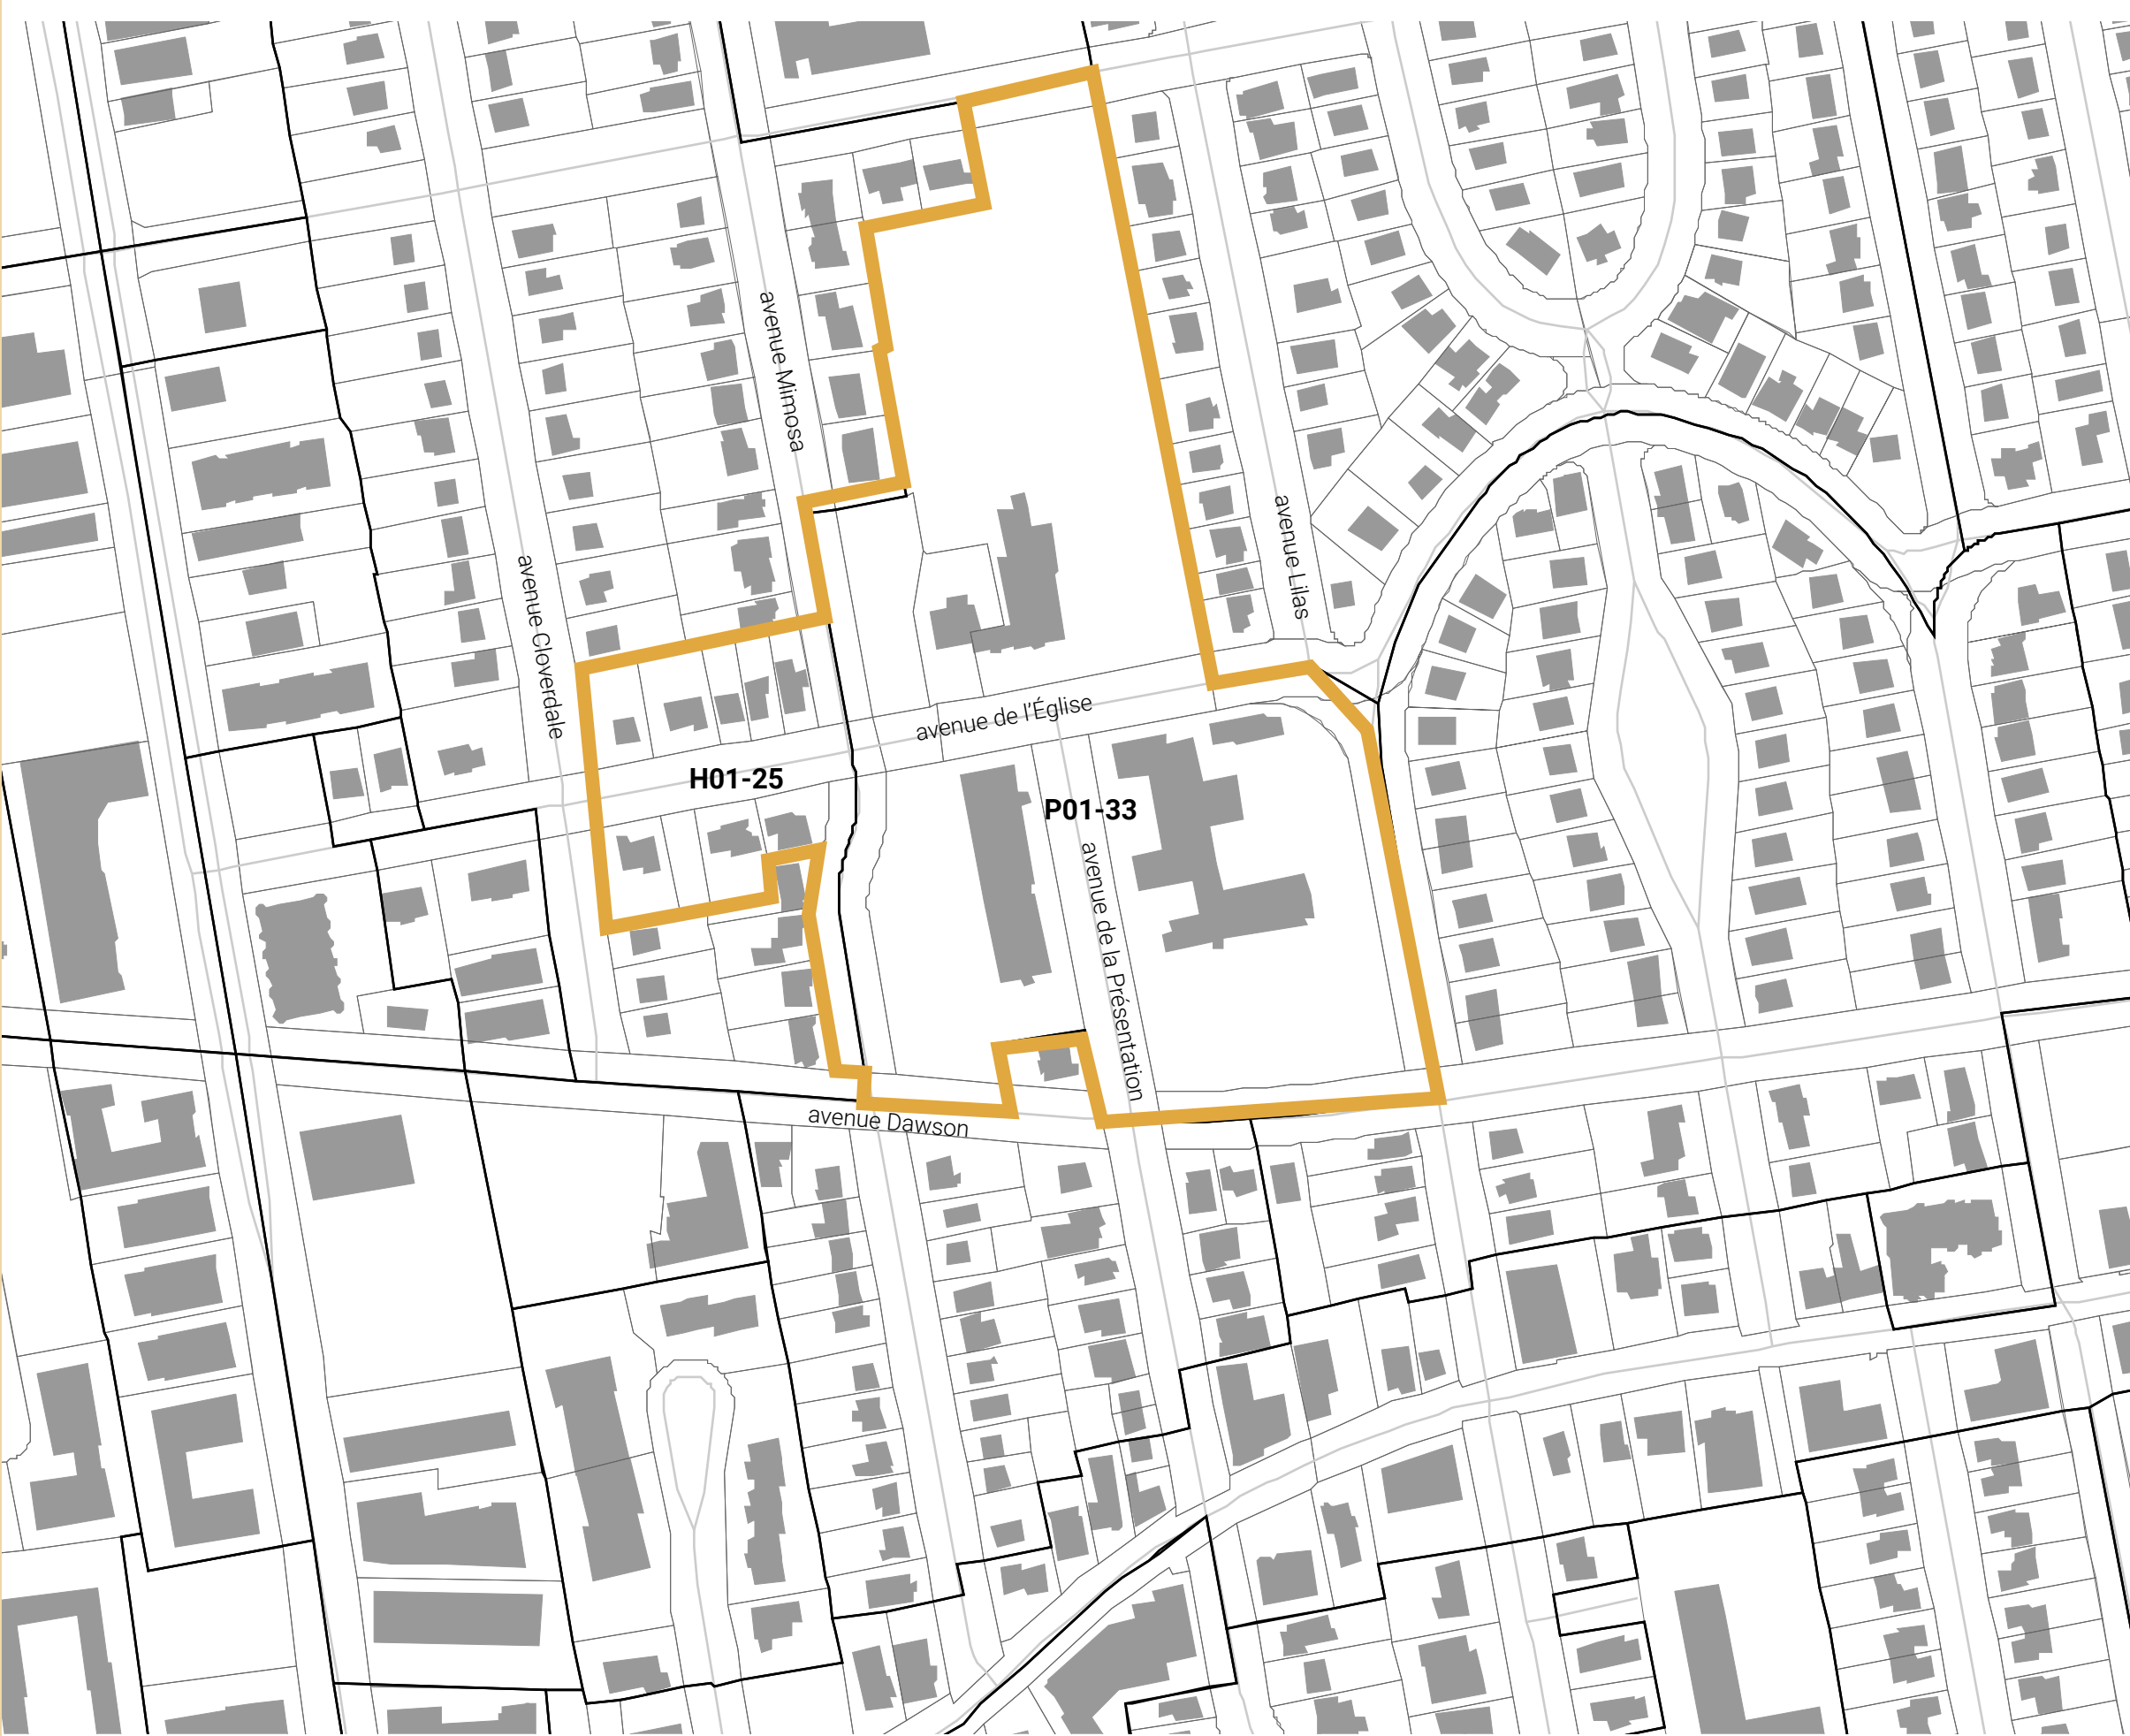 avenue Mimosa
avenue Lilas
avenue Cloverdale
avenue de l'Église
H01-25
P01-33
avenue de la Présentation
avenue Dawson